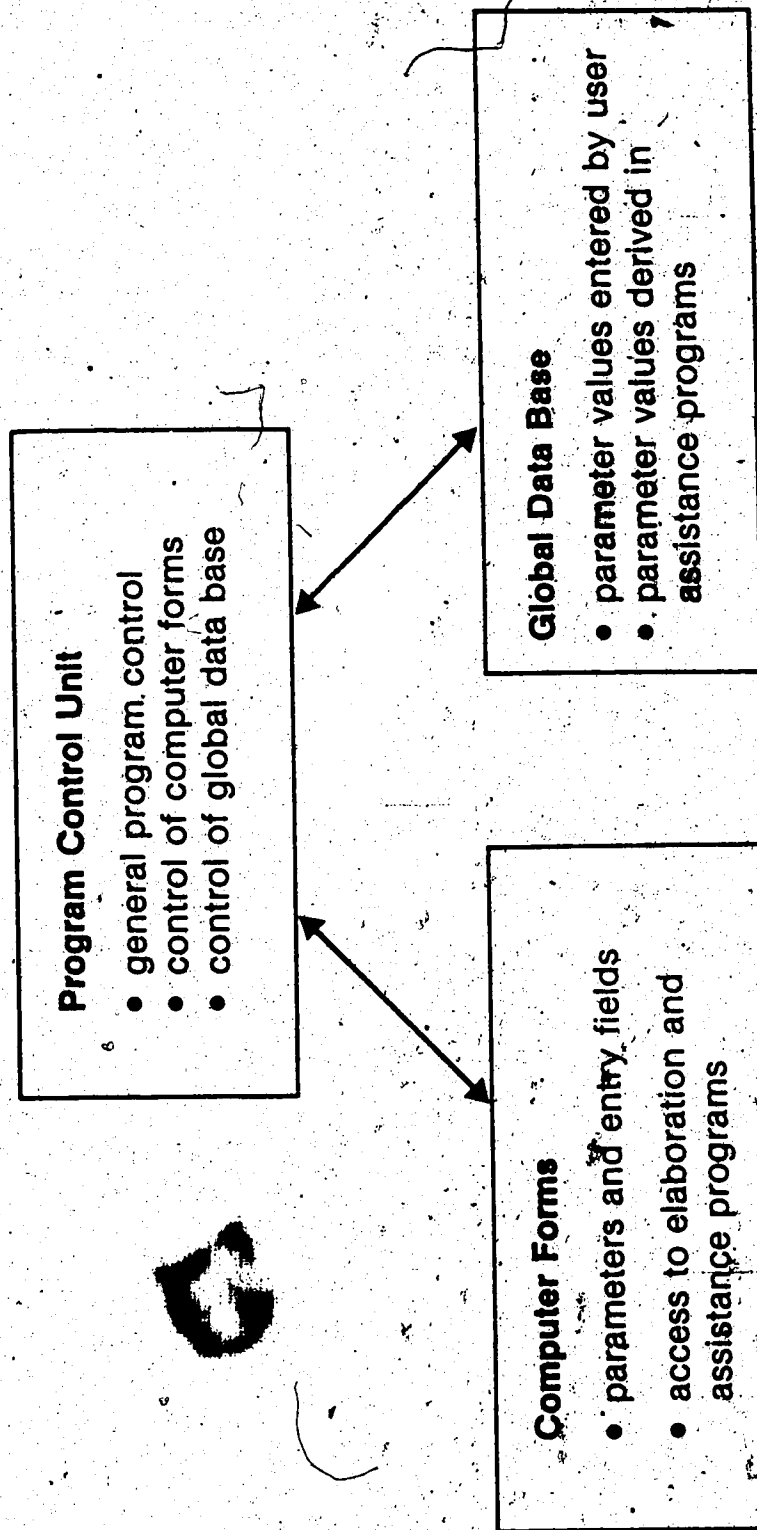 Program Control Unit
• general program control
• control of computer forms
• control of global data base
Computer Forms
• parameters and entry fields
• access to elaboration and
assistance programs
Global Data Base
• parameter values entered by user
• parameter values derived in
assistance programs